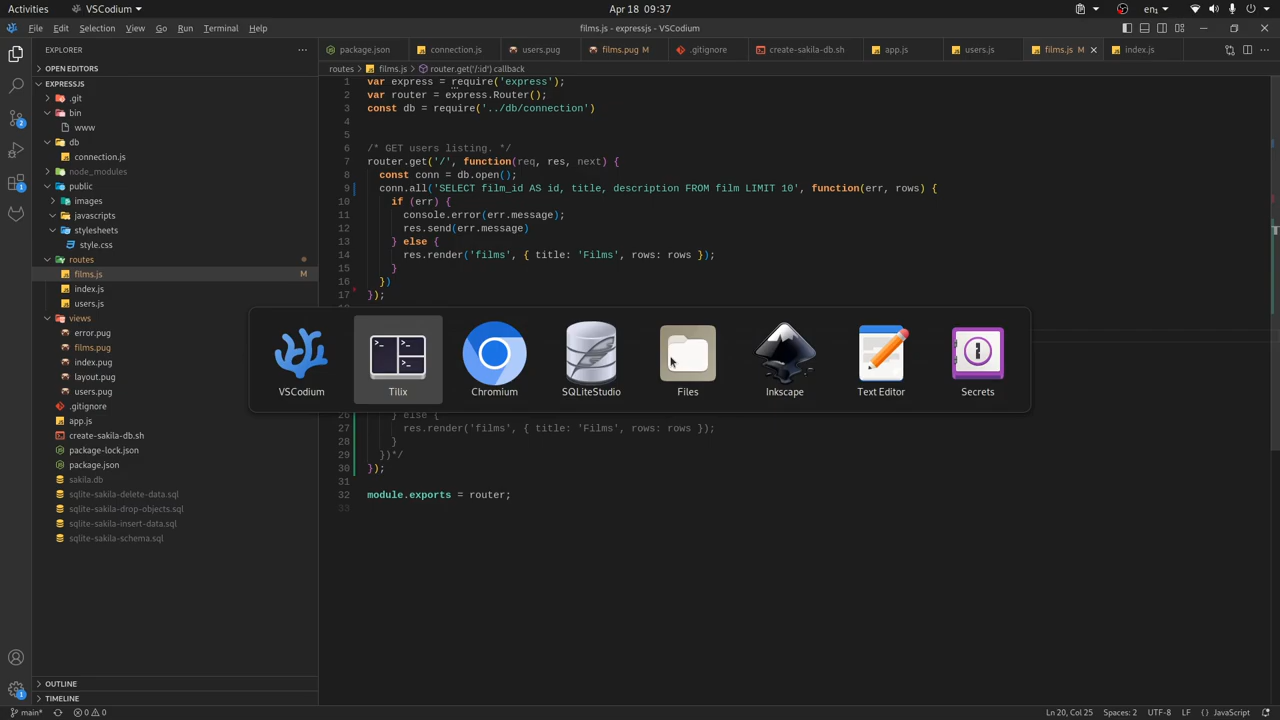 Activities
VSCodium
Apr 18 09:37
en1
File Edit Selection View Go Run Terminal Help
films.js - expressjs - VSCodium
EXPLORER
package.json
connection.js
users.pug
films.pug M
.gitignore
create-sakila-db.sh
app.js
users.js
films.js M
index.js
OPEN EDITORS
routes > films.js > router.get('/:id') callback
EXPRESSJS
.git
bin
www
db
connection.js
node_modules
public
images
javascripts
stylesheets
style.css
routes
films.js M
index.js
users.js
views
error.pug
films.pug
index.pug
layout.pug
users.pug
.gitignore
app.js
create-sakila-db.sh
package-lock.json
package.json
sakila.db
sqlite-sakila-delete-data.sql
sqlite-sakila-drop-objects.sql
sqlite-sakila-insert-data.sql
sqlite-sakila-schema.sql
OUTLINE
TIMELINE
1 var express = require('express');
2 var router = express.Router();
3 const db = require('../db/connection')
4
5
6 /* GET users listing. */
7 router.get('/', function(req, res, next) {
8 const conn = db.open();
9 conn.all('SELECT film_id AS id, title, description FROM film LIMIT 10', function(err, rows) {
10 if (err) {
11 console.error(err.message);
12 res.send(err.message)
13 } else {
14 res.render('films', { title: 'Films', rows: rows });
15 }
16 })
17 });
VSCodium
Tilix
Chromium
SQLiteStudio
Files
Inkscape
Text Editor
Secrets
26 } else {
27 res.render('films', { title: 'Films', rows: rows });
28 }
29 })*/
30 });
31
32 module.exports = router;
33
2
1
1
main*
0 0
Ln 20, Col 25
Spaces: 2
UTF-8
LF
{} JavaScript